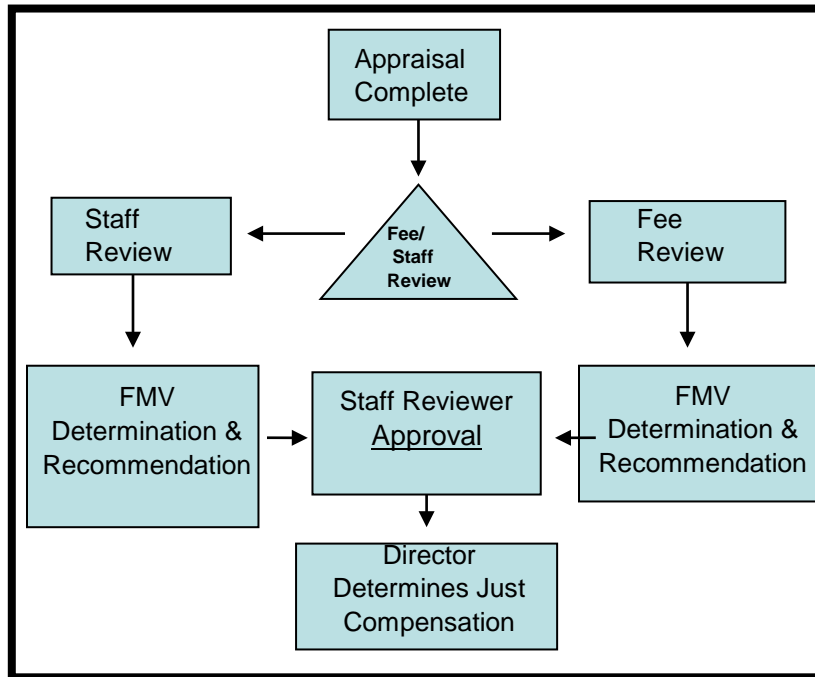 Appraisal
Complete
Staff
Review
Fee/
Staff
Review
Fee
Review
FMV
Determination &
Recommendation
Staff Reviewer
Approval
FMV
Determination &
Recommendation
Director
Determines Just
Compensation